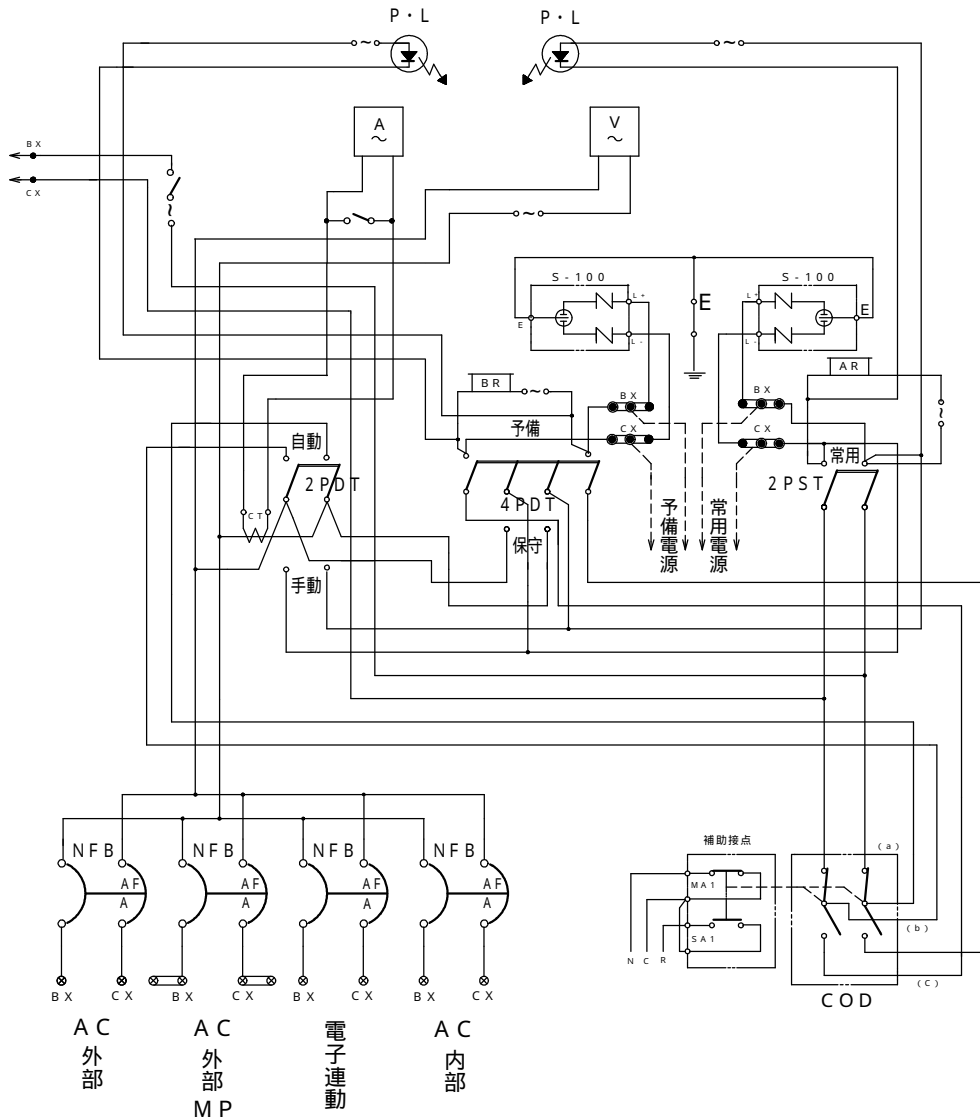 P・L
P・L
A
～
V
～
BX
CX
S-100
S-100
L+
L-
E
E
L+
L-
E
BR
AR
BX
CX
BX
CX
自動
2PDT
手動
CT
予備
4PDT
保守
常用
2PST
予備電源
常用電源
NFB
NFB
NFB
NFB
AF
A
AF
A
AF
A
AF
A
BX
CX
BX
CX
BX
CX
BX
CX
AC
外部
AC
外部
MP
電子連動
AC
内部
補助接点
MA1
SA1
N
C
R
(a)
(b)
(C)
COD